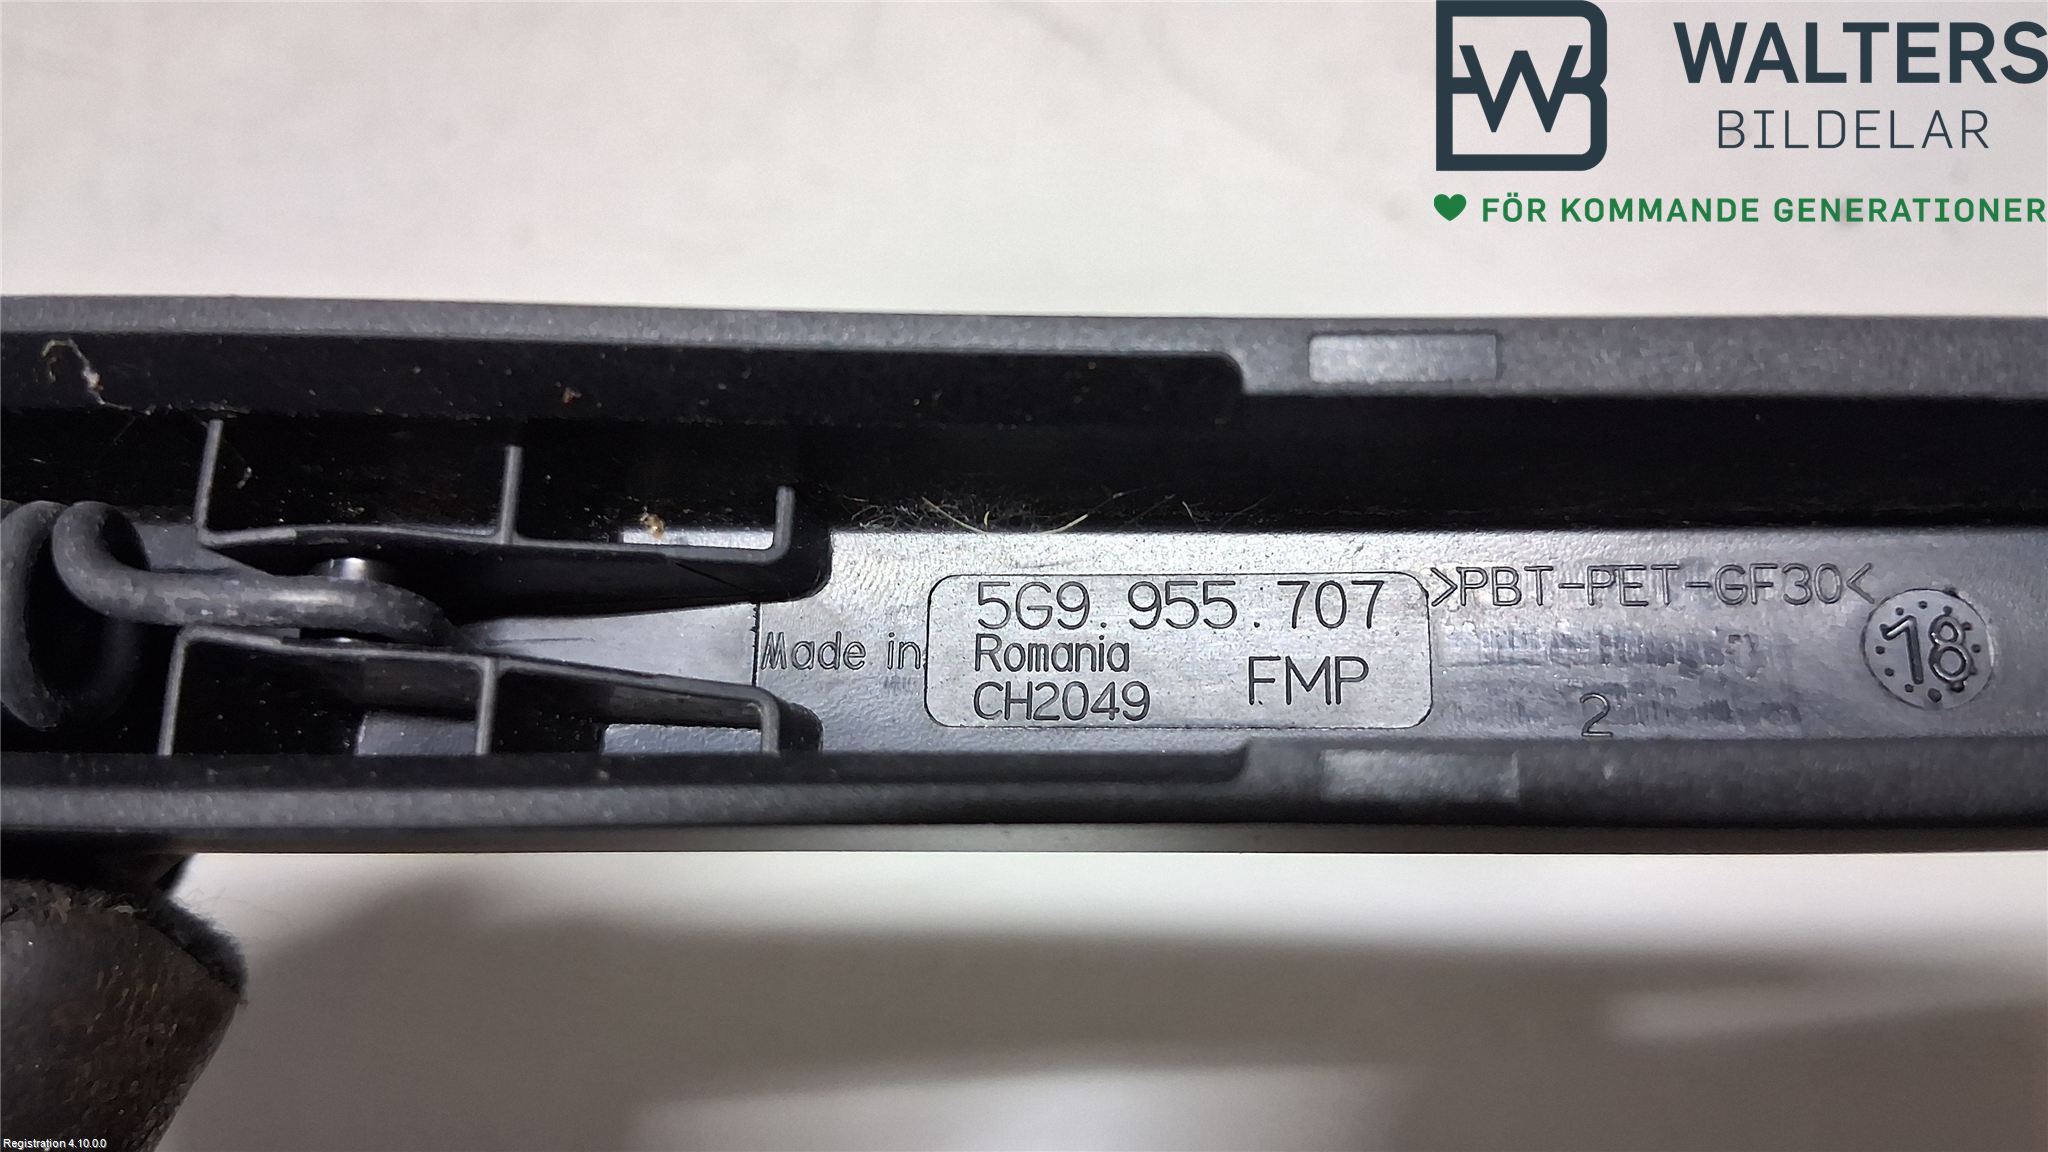 WALTERS
BILDELAR
FÖR KOMMANDE GENERATIONER
5G9.955.707
>PBT-PET-GF30<
Made in
Romania
CH2049
FMP
2
18
Registration 4.10.0.0